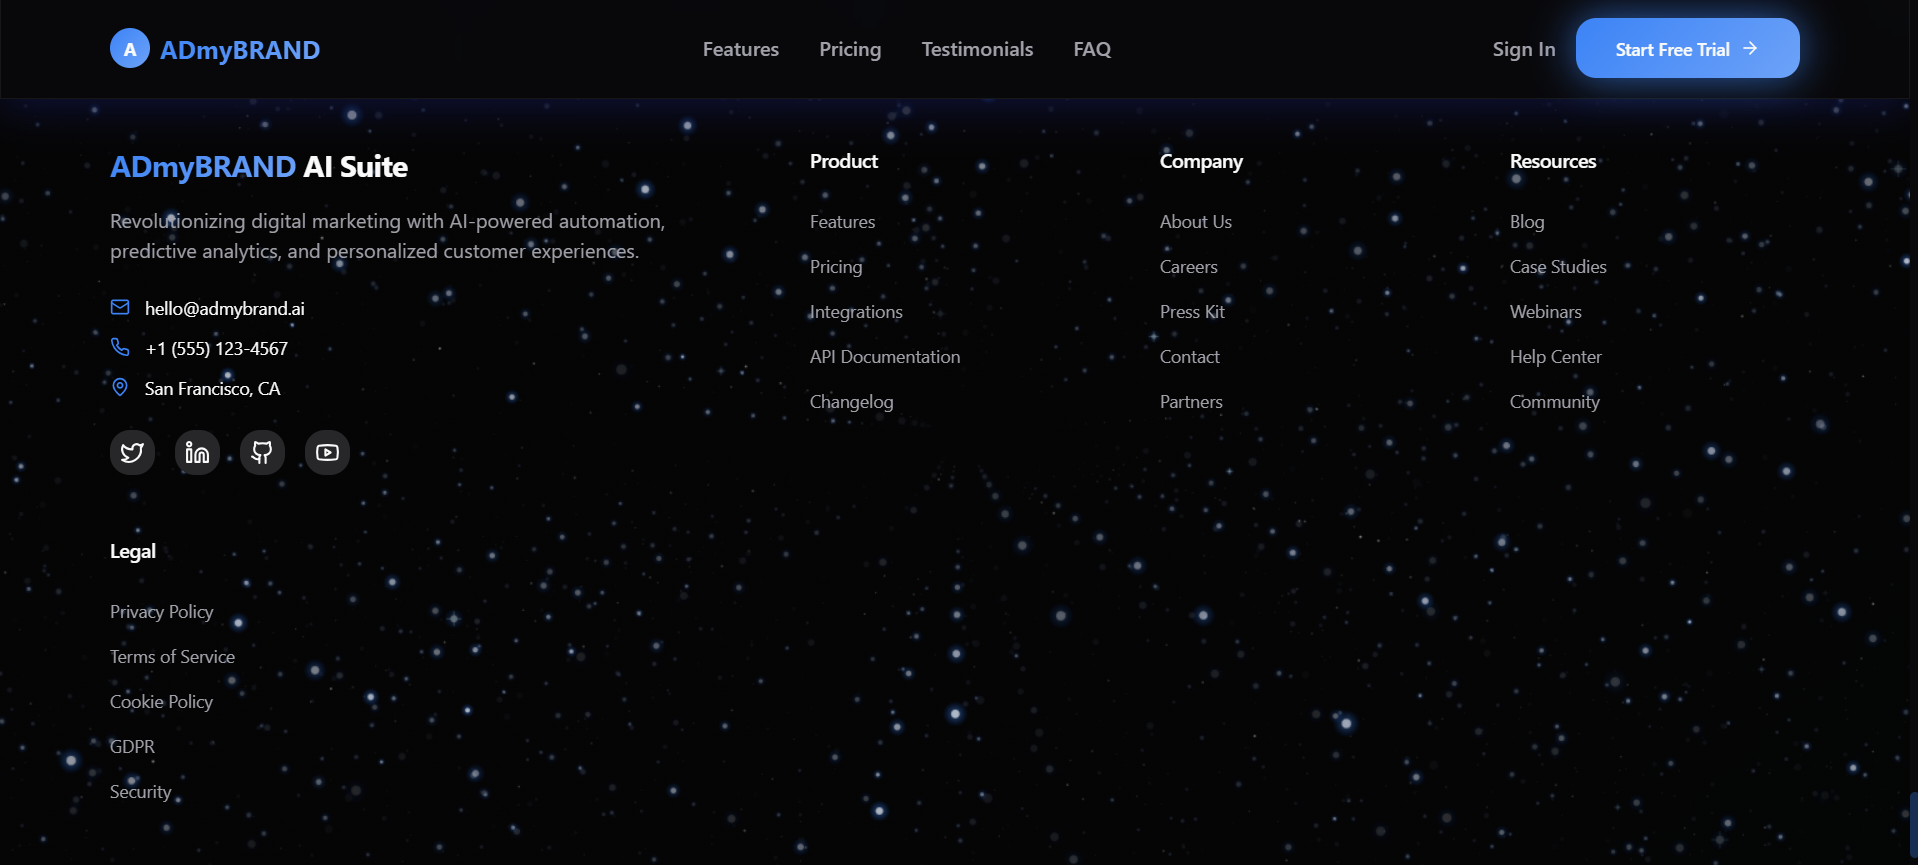 A ADmyBRAND
Features Pricing Testimonials FAQ
Sign In Start Free Trial
ADmyBRAND AI Suite
Revolutionizing digital marketing with AI-powered automation,
predictive analytics, and personalized customer experiences.
hello@admybrand.ai
+1 (555) 123-4567
San Francisco, CA
Product
Features
Pricing
Integrations
API Documentation
Changelog
Company
About Us
Careers
Press Kit
Contact
Partners
Resources
Blog
Case Studies
Webinars
Help Center
Community
Legal
Privacy Policy
Terms of Service
Cookie Policy
GDPR
Security